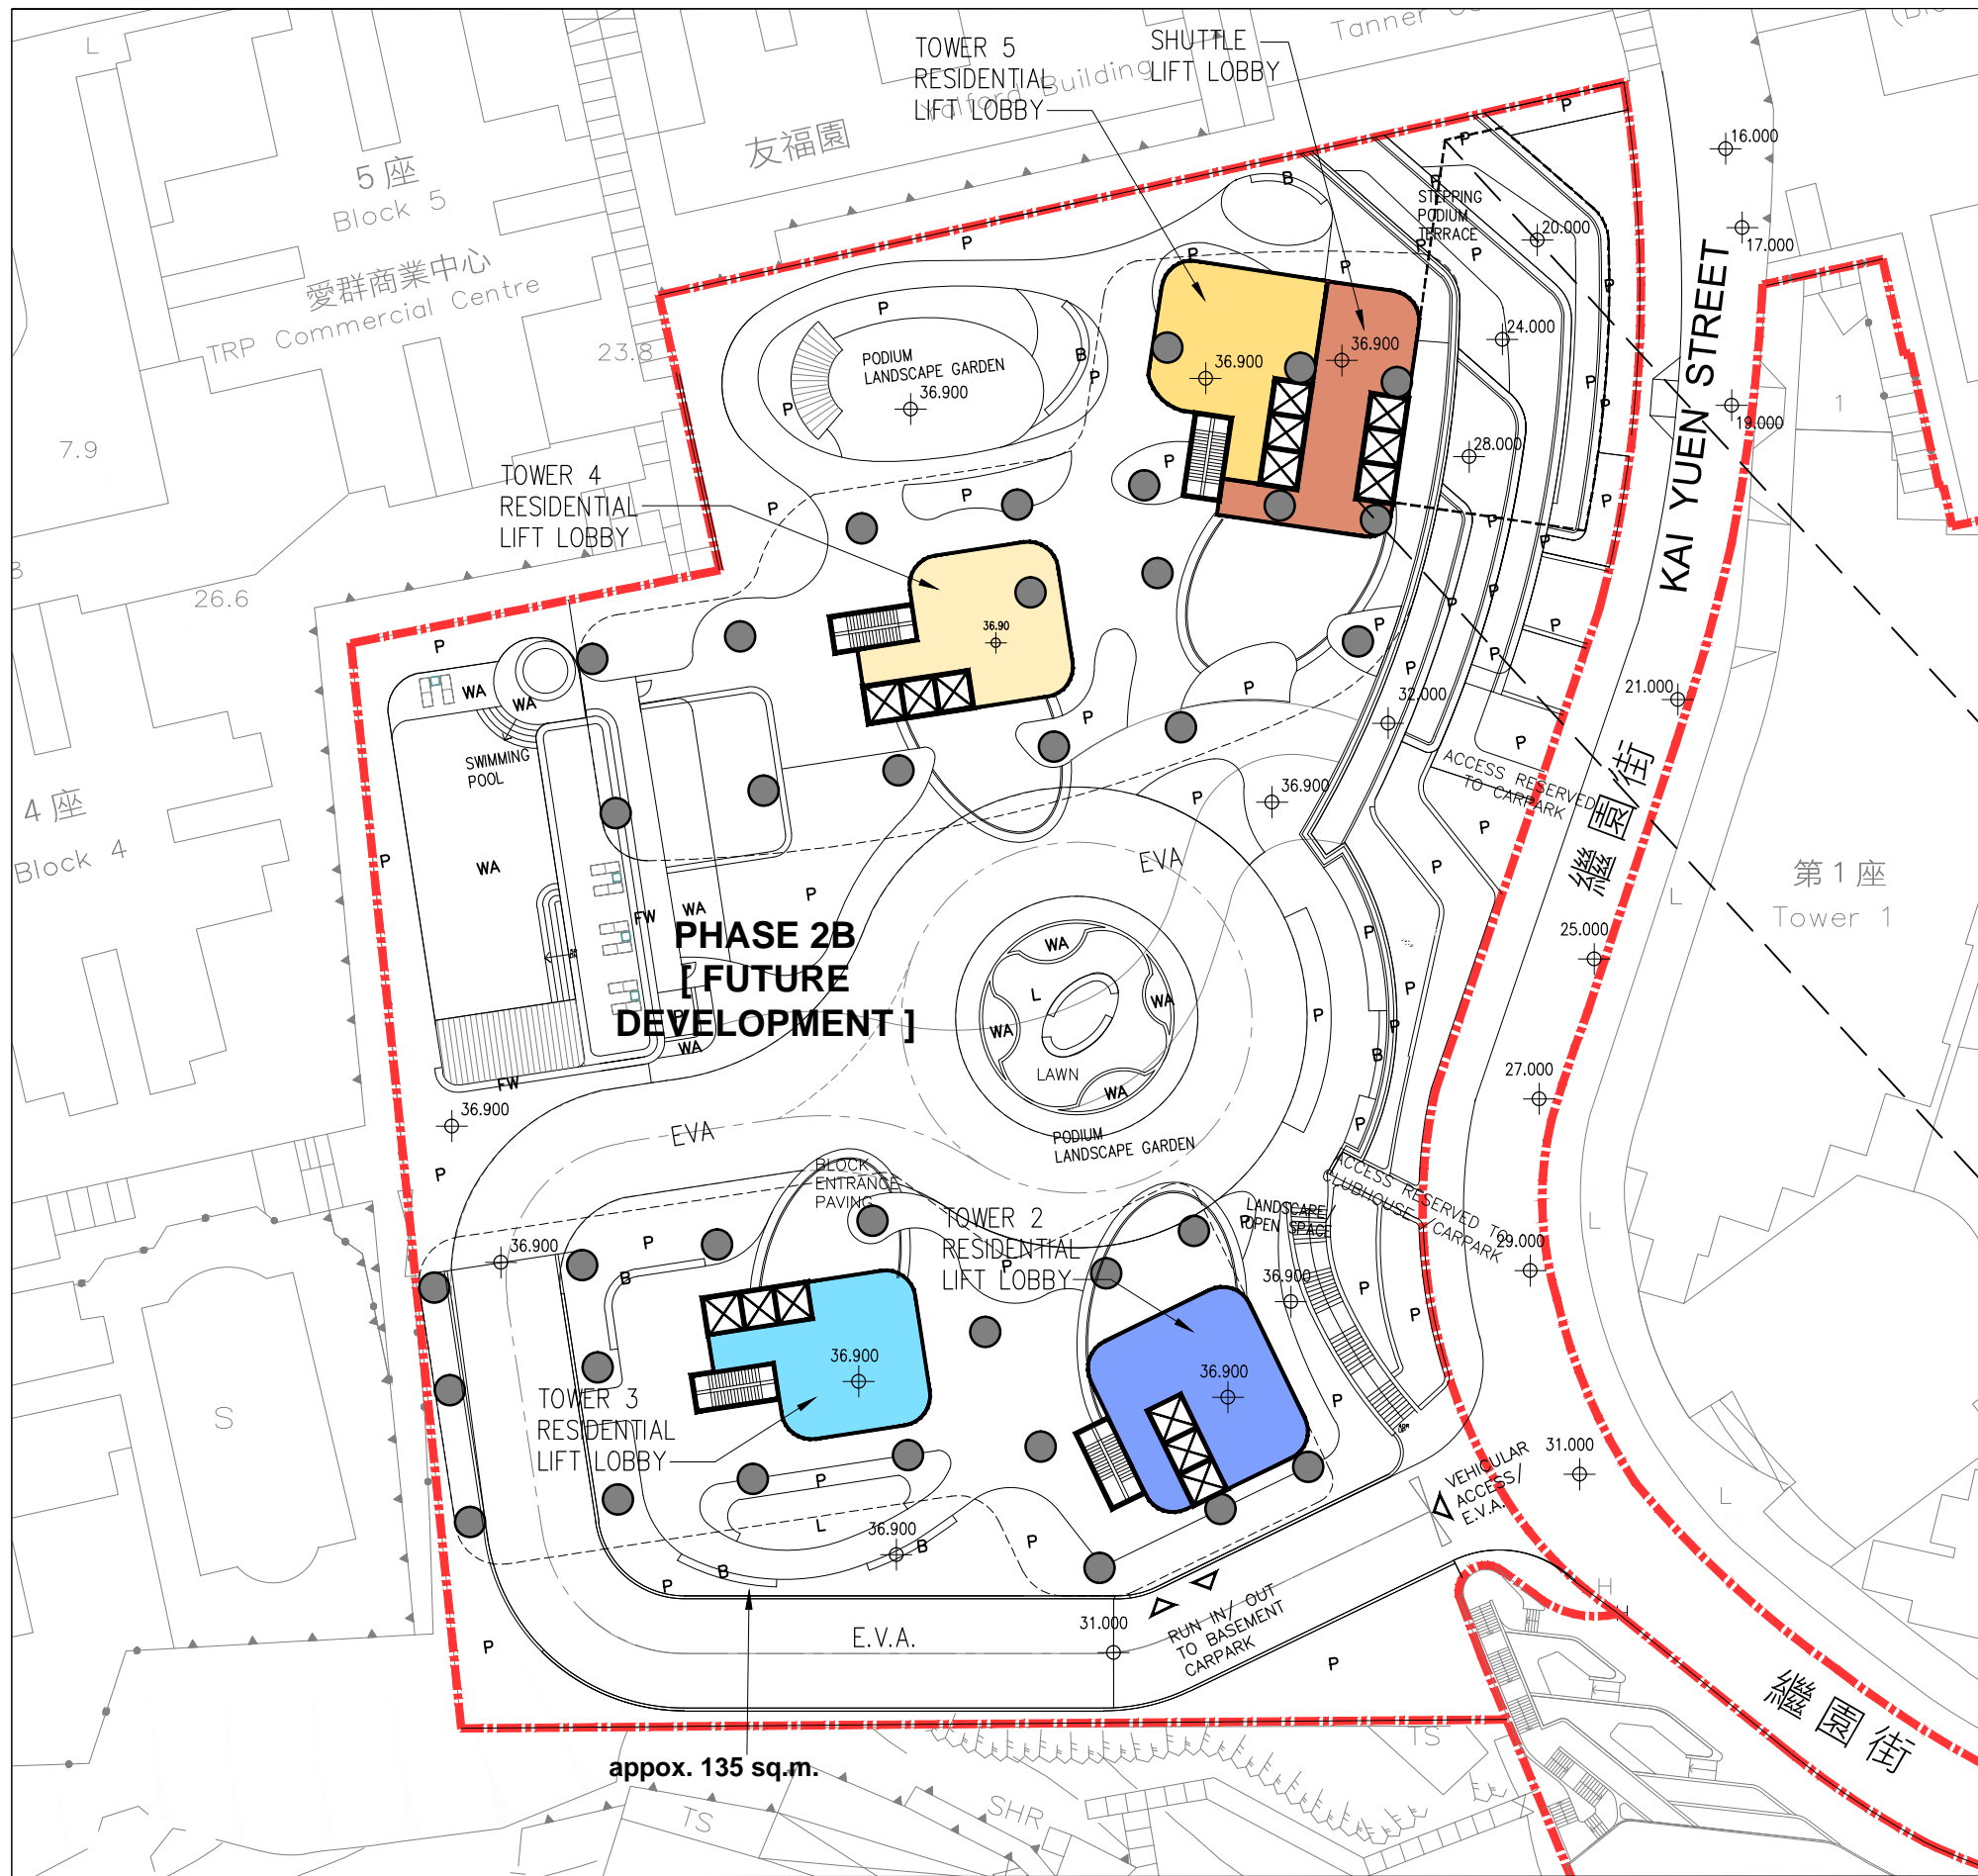 L
5 座
Block 5
愛群商業中心
TRP Commercial Centre
23.8
7.9
26.6
4 座
Block 4
友福園
Building
TOWER 5
RESIDENTIAL
LIFT LOBBY
SHUTTLE
LIFT LOBBY
STEPPING
PODIUM
TERRACE
16.000
17.000
20.000
24.000
19.000
28.000
1
KAI YUEN STREET
36.900
36.900
PODIUM
LANDSCAPE GARDEN
36.900
P
B
TOWER 4
RESIDENTIAL
LIFT LOBBY
36.90
32.000
21.000
ACCESS RESERVED
TO CARPARK
繼園街
第 1 座
Tower 1
WA
WA
SWIMMING
POOL
WA
FW
WA
36.900
EVA
25.000
27.000
PHASE 2B
[ FUTURE
DEVELOPMENT ]
WA
FW
WA
L
WA
WA
WA
LAWN
PODIUM
LANDSCAPE GARDEN
36.900
EVA
BLOCK
ENTRANCE
PAVING
ACCESS RESERVED TO
CLUBHOUSE / CARPARK
29.000
LANDSCAPE/
OPEN SPACE
36.900
36.900
TOWER 2
RESIDENTIAL
LIFT LOBBY
36.900
36.900
TOWER 3
RESIDENTIAL
LIFT LOBBY
S
P
L
36.900
B
B
P
VEHICULAR
ACCESS/
E.V.A.
31.000
RUN IN/ OUT
TO BASEMENT
CARPARK
31.000
E.V.A.
P
P
H
H
繼園街
appox. 135 sq.m.
TS
SHR
TS
L
L
L